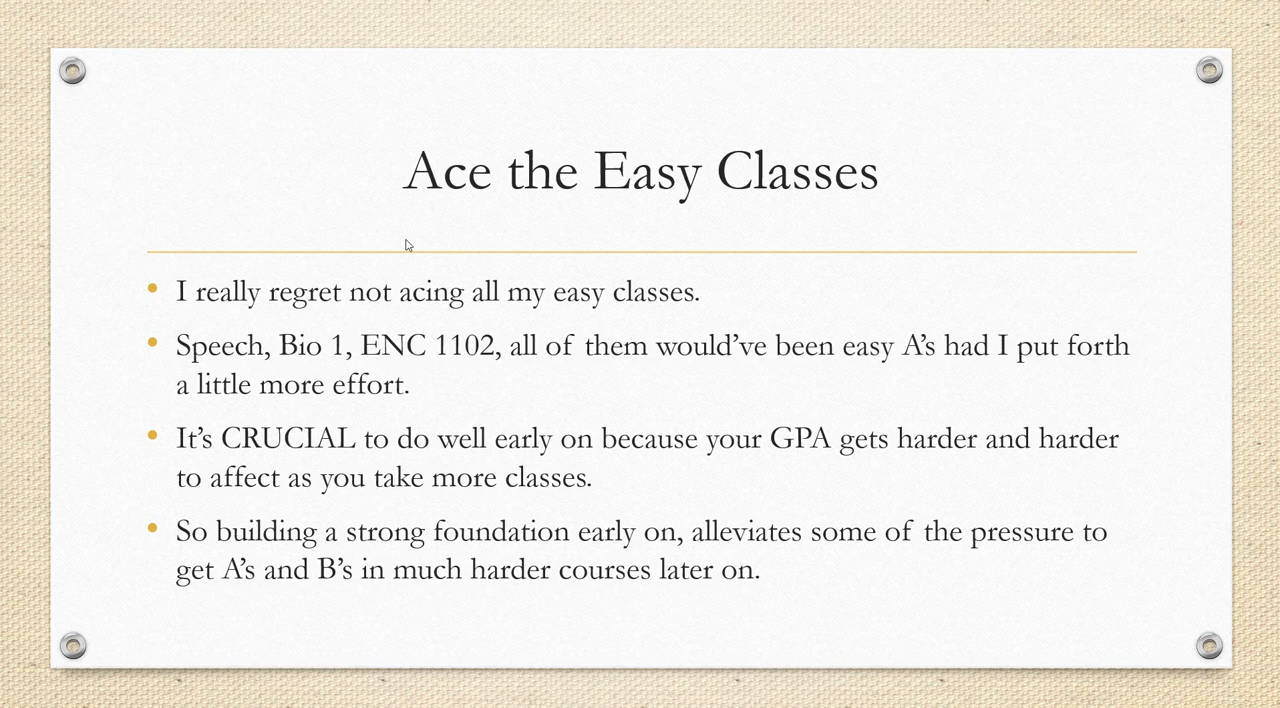 Ace the Easy Classes
• I really regret not acing all my easy classes.
• Speech, Bio 1, ENC 1102, all of them would’ve been easy A’s had I put forth
a little more effort.
• It’s CRUCIAL to do well early on because your GPA gets harder and harder
to affect as you take more classes.
• So building a strong foundation early on, alleviates some of the pressure to
get A’s and B’s in much harder courses later on.